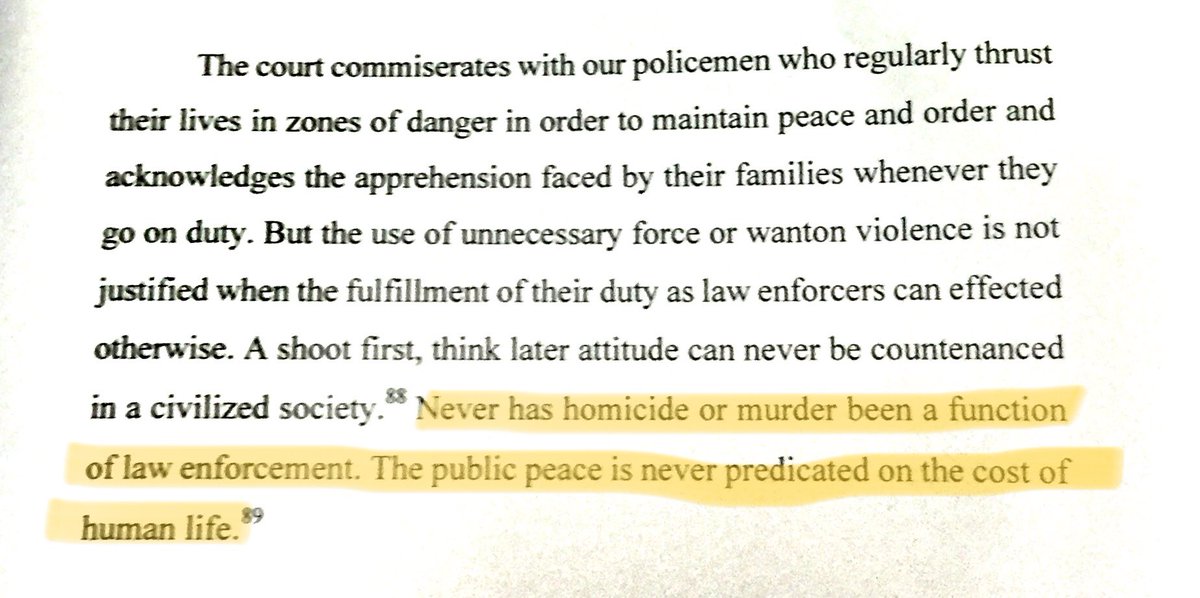 The court commiserates with our policemen who regularly thrust
their lives in zones of danger in order to maintain peace and order and
acknowledges the apprehension faced by their families whenever they
go on duty. But the use of unnecessary force or wanton violence is not
justified when the fulfillment of their duty as law enforcers can effected
otherwise. A shoot first, think later attitude can never be countenanced
in a civilized society.88 Never has homicide or murder been a function
of law enforcement. The public peace is never predicated on the cost of
human life.89